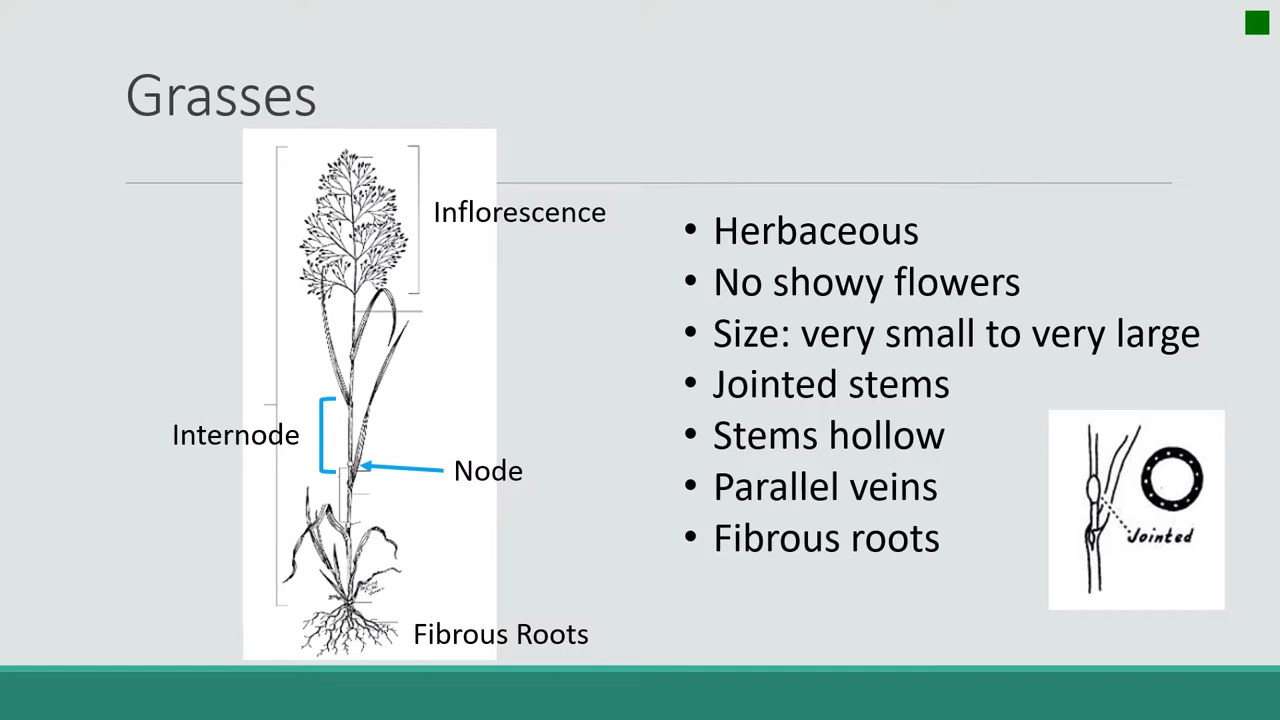 Grasses
Inflorescence
Internode
Node
Fibrous Roots
• Herbaceous
• No showy flowers
• Size: very small to very large
• Jointed stems
• Stems hollow
• Parallel veins
• Fibrous roots
Jointed